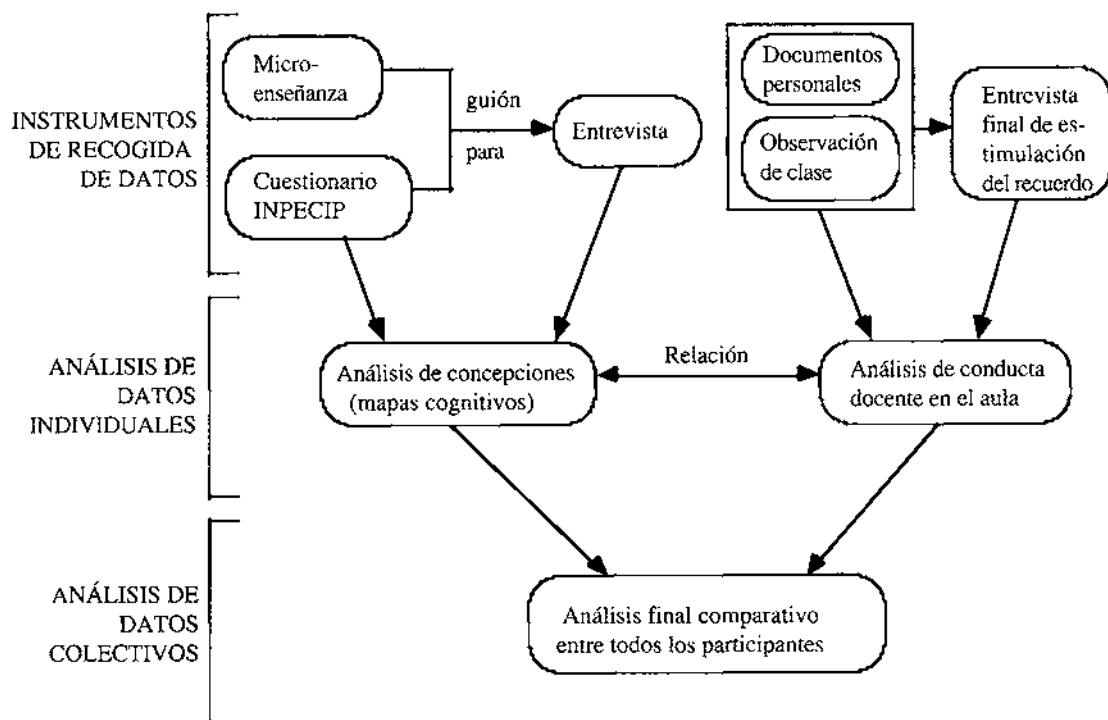 INSTRUMENTOS
DE RECOGIDA
DE DATOS
Micro-
enseñanza
Cuestionario
INPECIP
guión
para
Entrevista
Documentos
personales
Observación
de clase
Entrevista
final de es-
timulación
del recuerdo
ANÁLISIS DE
DATOS
INDIVIDUALES
Análisis de concepciones
(mapas cognitivos)
Relación
Análisis de conducta
docente en el aula
ANÁLISIS DE
DATOS
COLECTIVOS
Análisis final comparativo
entre todos los participantes